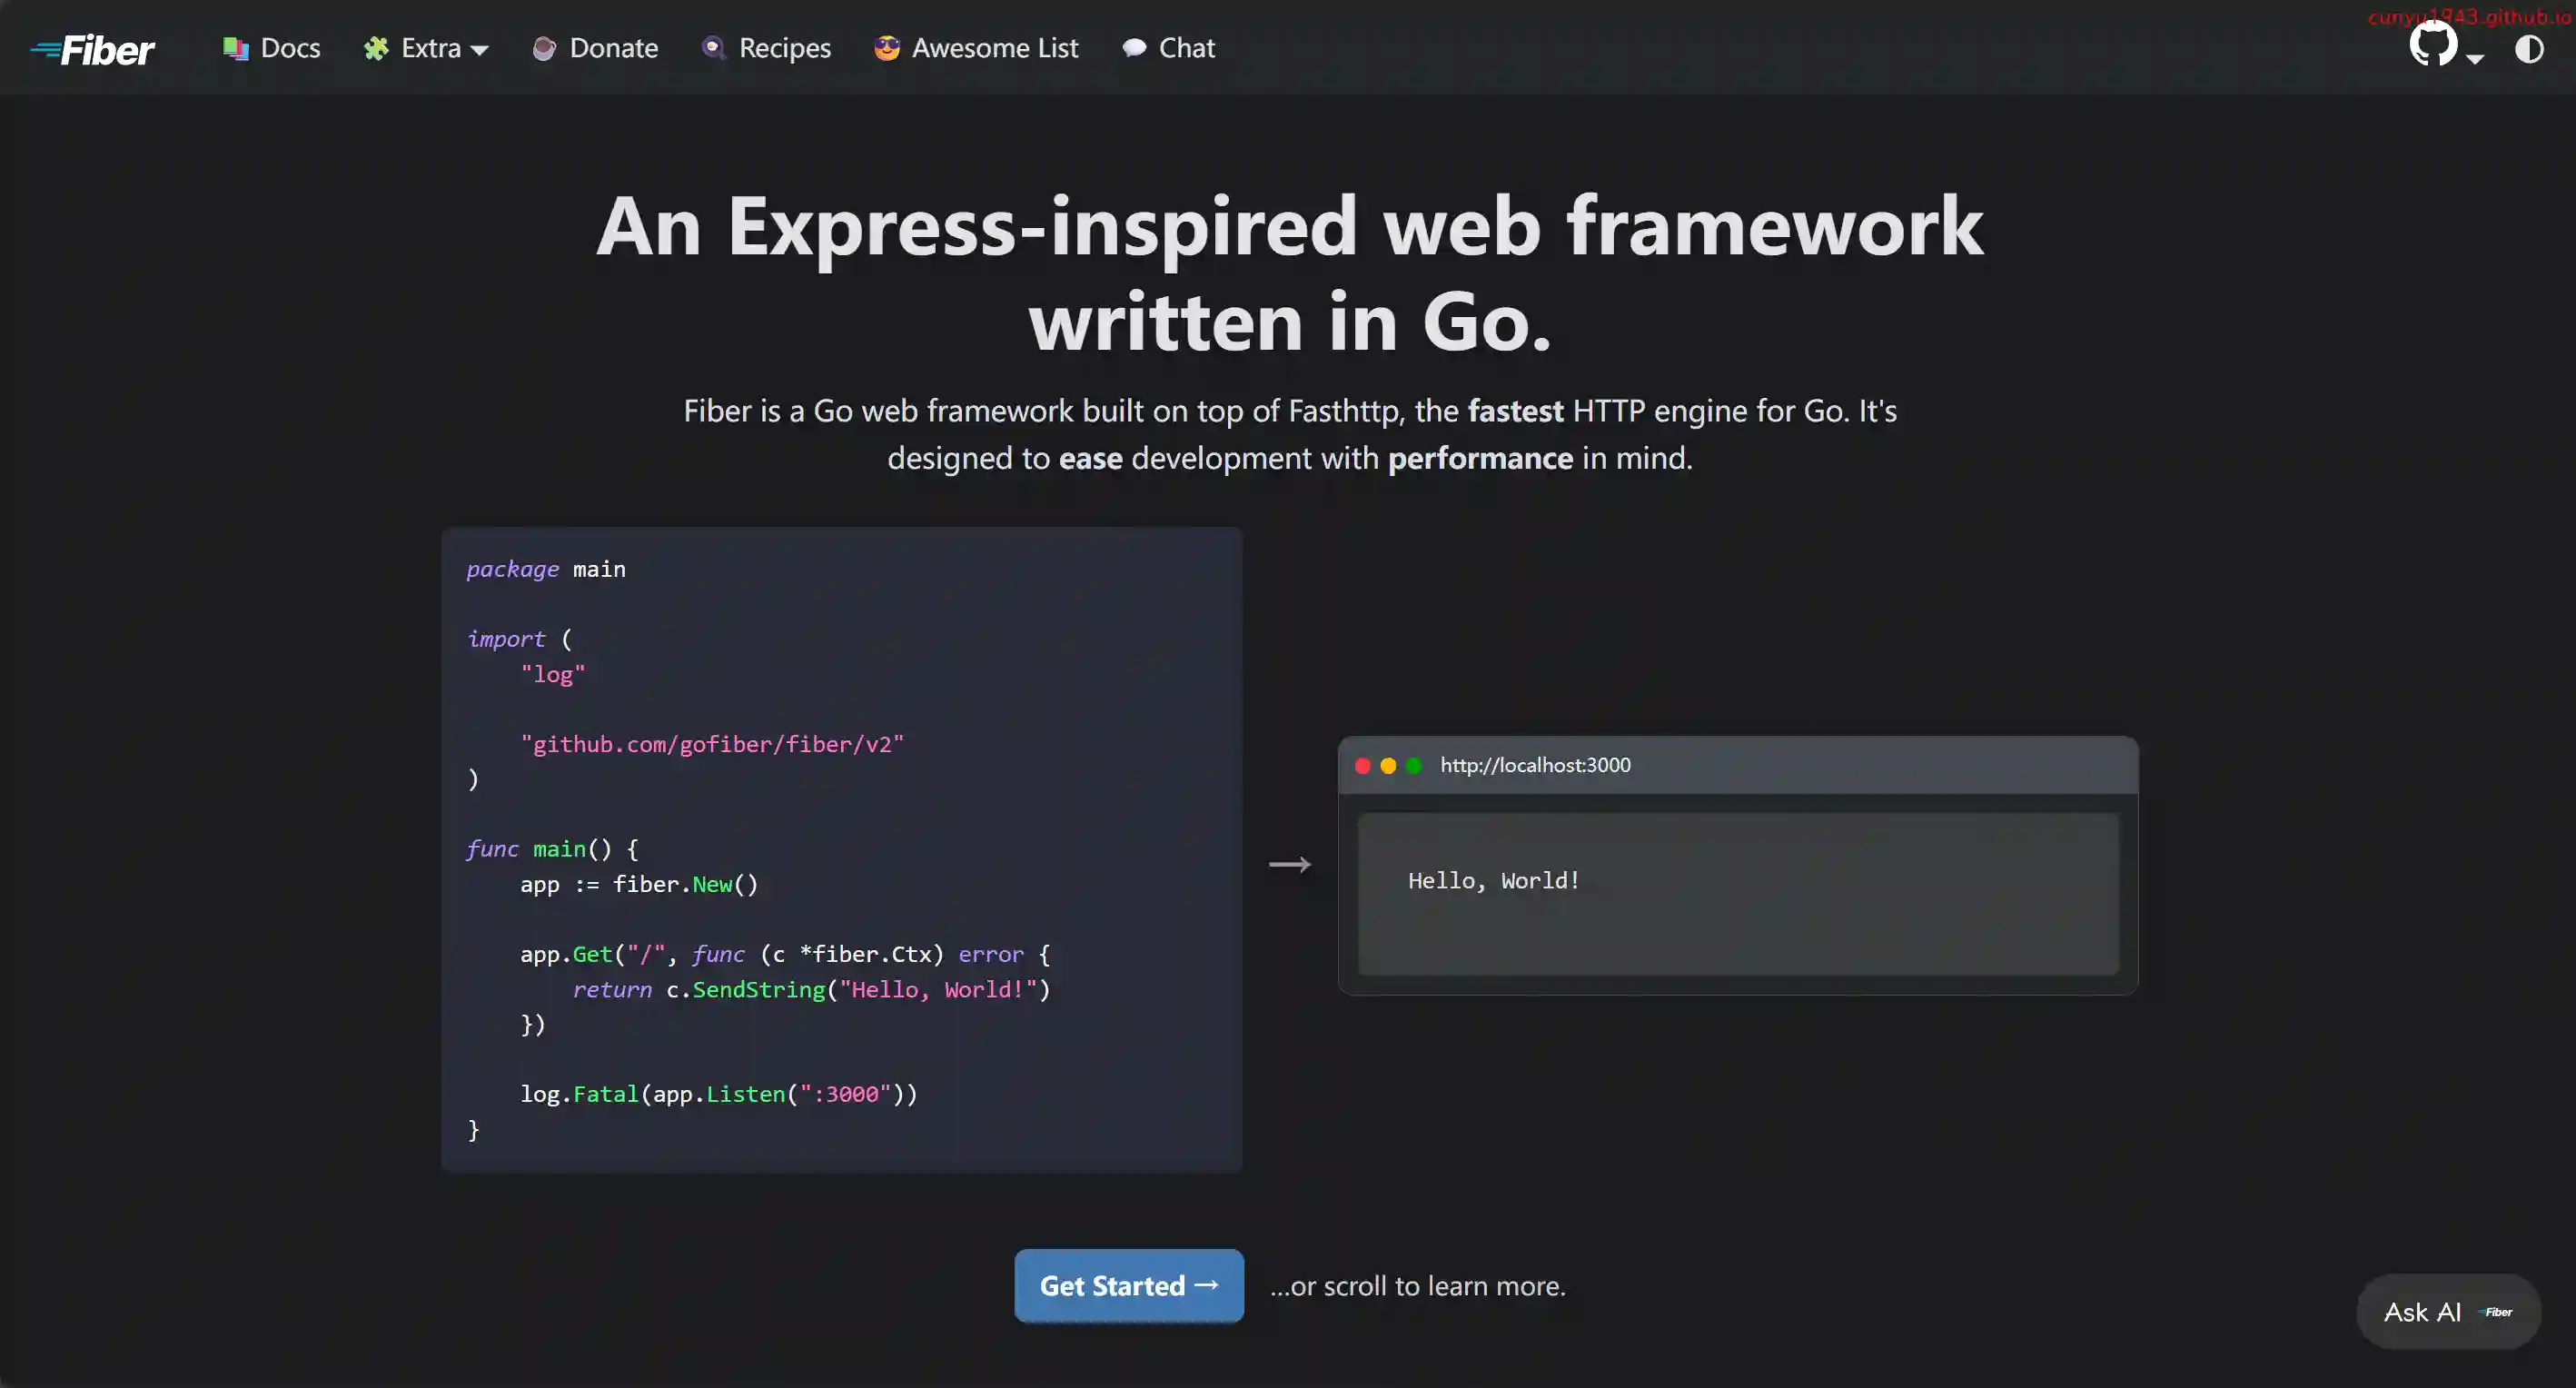 cunyu1943.github.io
Fiber
Docs
Extra
Donate
Recipes
Awesome List
Chat
An Express-inspired web framework
written in Go.
Fiber is a Go web framework built on top of Fasthttp, the fastest HTTP engine for Go. It's
designed to ease development with performance in mind.
package main
import (
"log"
"github.com/gofiber/fiber/v2"
)
func main() {
app := fiber.New()
app.Get("/", func (c *fiber.Ctx) error {
return c.SendString("Hello, World!")
})
log.Fatal(app.Listen(":3000"))
}
→
http://localhost:3000
Hello, World!
Get Started →
...or scroll to learn more.
Ask AI Fiber